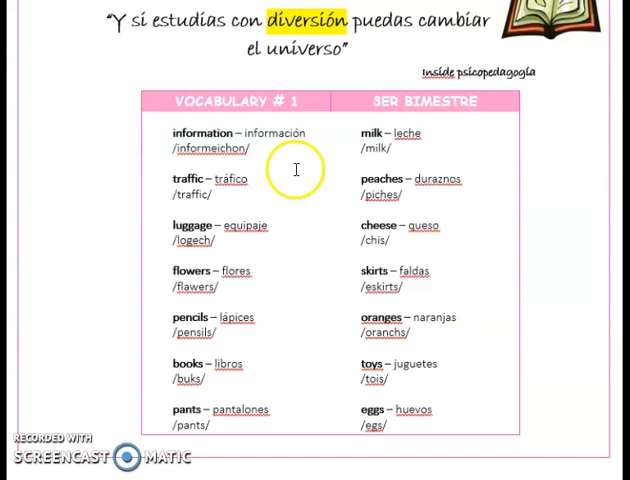 “Y si estudias con diversión puedas cambiar
el universo”
Inside psicopedagogía
VOCABULARY # 1
3ER BIMESTRE
information – información
/informeichon/
traffic – tráfico
/traffic/
luggage – equipaje
/logech/
flowers – flores
/flawers/
pencils – lápices
/pensils/
books – libros
/buks/
pants – pantalones
/pants/
milk – leche
/milk/
peaches – duraznos
/piches/
cheese – queso
/chis/
skirts – faldas
/eskirts/
oranges – naranjas
/oranchs/
toys – juguetes
/tois/
eggs – huevos
/egs/
RECORDED WITH
SCREENCAST MATIC